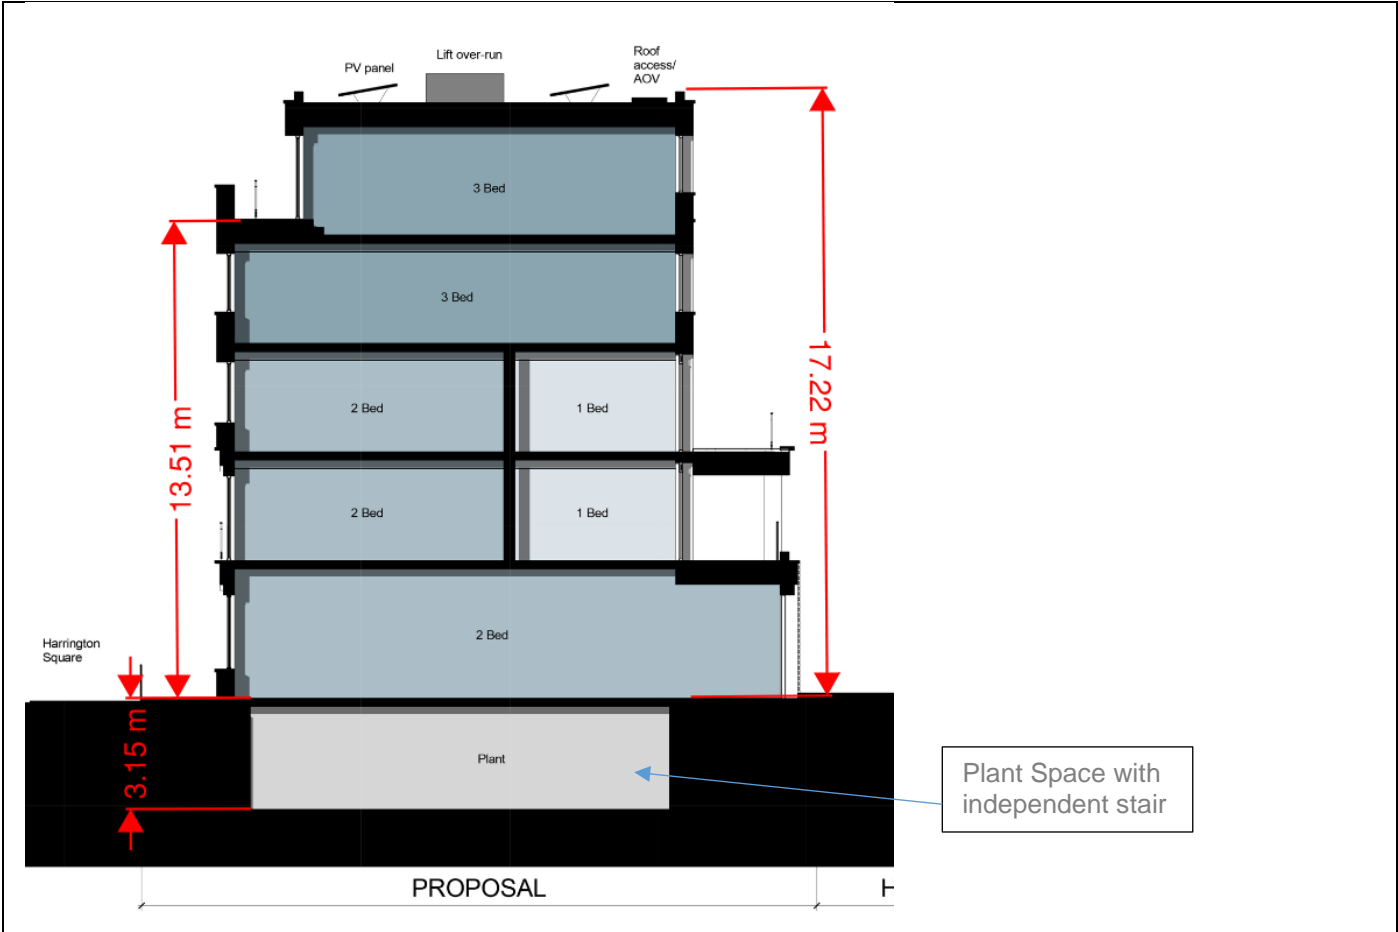 PV panel
Lift over-run
Roof
access/
AOV
3 Bed
3 Bed
2 Bed
1 Bed
2 Bed
1 Bed
2 Bed
13.51 m
17.22 m
Harrington
Square
3.15 m
Plant
Plant Space with
independent stair
PROPOSAL
H